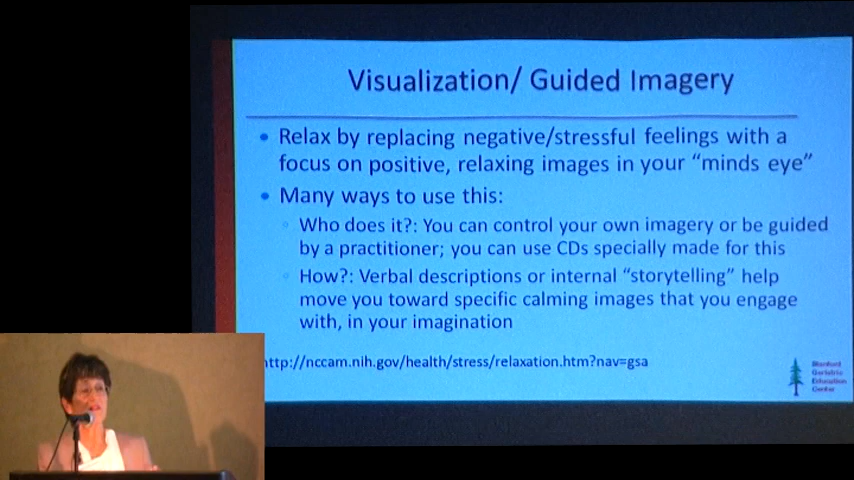 Visualization/ Guided Imagery
• Relax by replacing negative/stressful feelings with a
focus on positive, relaxing images in your “minds eye”
• Many ways to use this:
◦ Who does it?: You can control your own imagery or be guided
by a practitioner; you can use CDs specially made for this
◦ How?: Verbal descriptions or internal “storytelling” help
move you toward specific calming images that you engage
with, in your imagination
http://nccam.nih.gov/health/stress/relaxation.htm?nav=gsa
Stanford
Geriatric
Education
Center